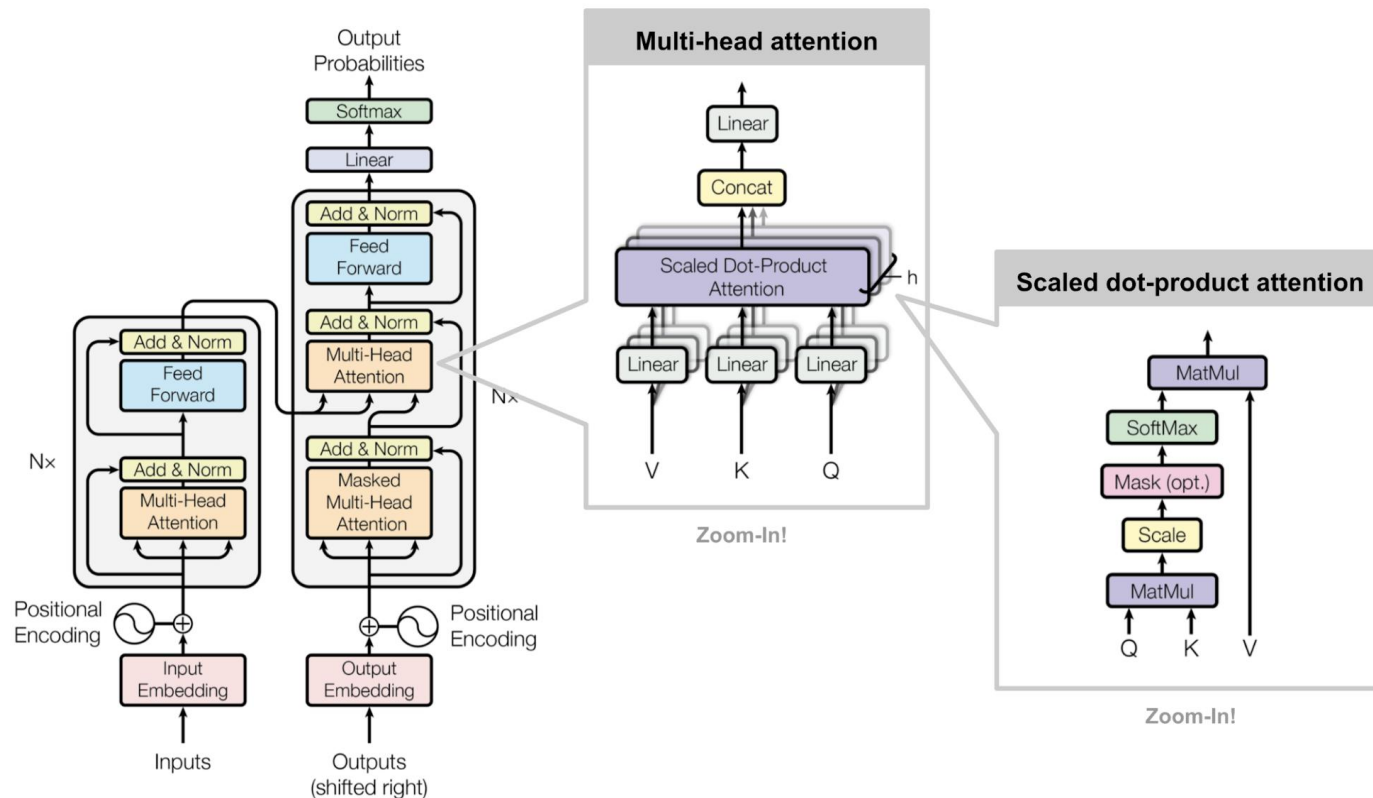 Output
Probabilities
Softmax
Linear
Add & Norm
Feed
Forward
Add & Norm
Multi-Head
Attention
Add & Norm
Masked
Multi-Head
Attention
Nx
Positional
Encoding
Output
Embedding
Outputs
(shifted right)
Add & Norm
Feed
Forward
Add & Norm
Multi-Head
Attention
N×
Positional
Encoding
Input
Embedding
Inputs
Multi-head attention
Linear
Concat
Scaled Dot-Product
Attention
h
Linear
Linear
Linear
V
K
Q
Zoom-In!
Scaled dot-product attention
MatMul
SoftMax
Mask (opt.)
Scale
MatMul
Q
K
V
Zoom-In!